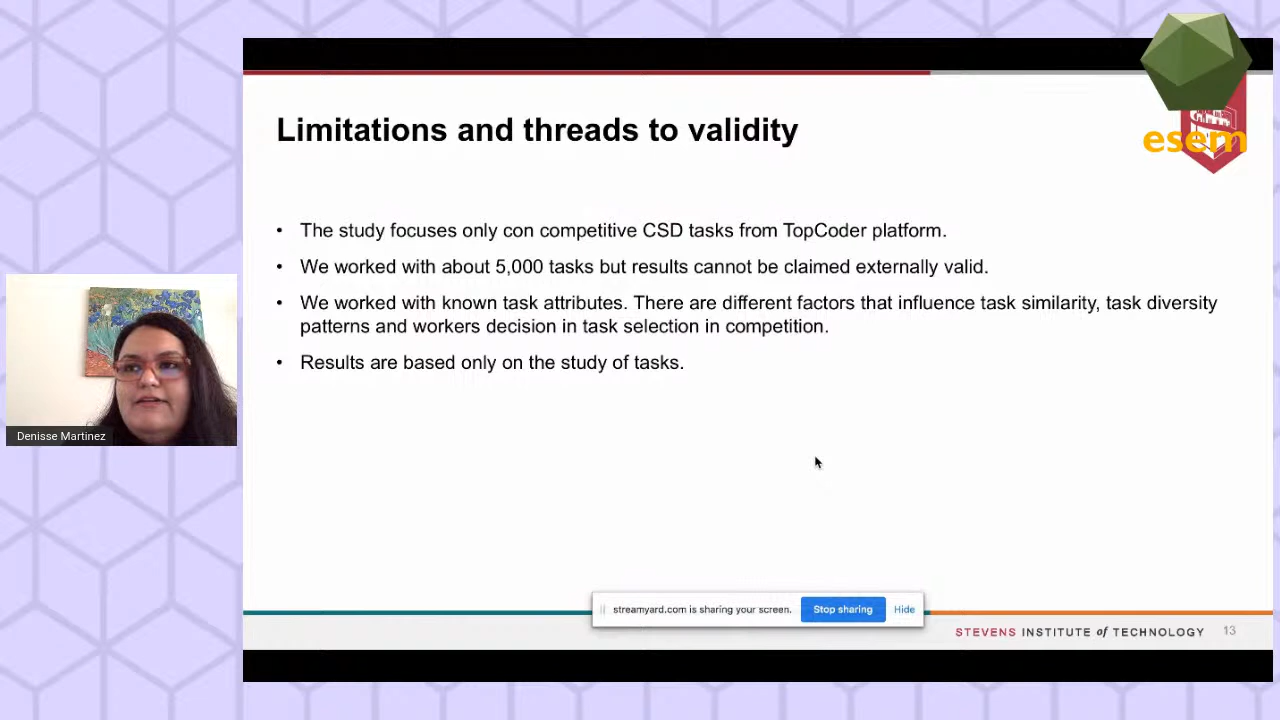 esem
Limitations and threads to validity
• The study focuses only con competitive CSD tasks from TopCoder platform.
• We worked with about 5,000 tasks but results cannot be claimed externally valid.
• We worked with known task attributes. There are different factors that influence task similarity, task diversity
patterns and workers decision in task selection in competition.
• Results are based only on the study of tasks.
Denisse Martinez
streamyard.com is sharing your screen. Stop sharing Hide
STEVENS INSTITUTE of TECHNOLOGY 13